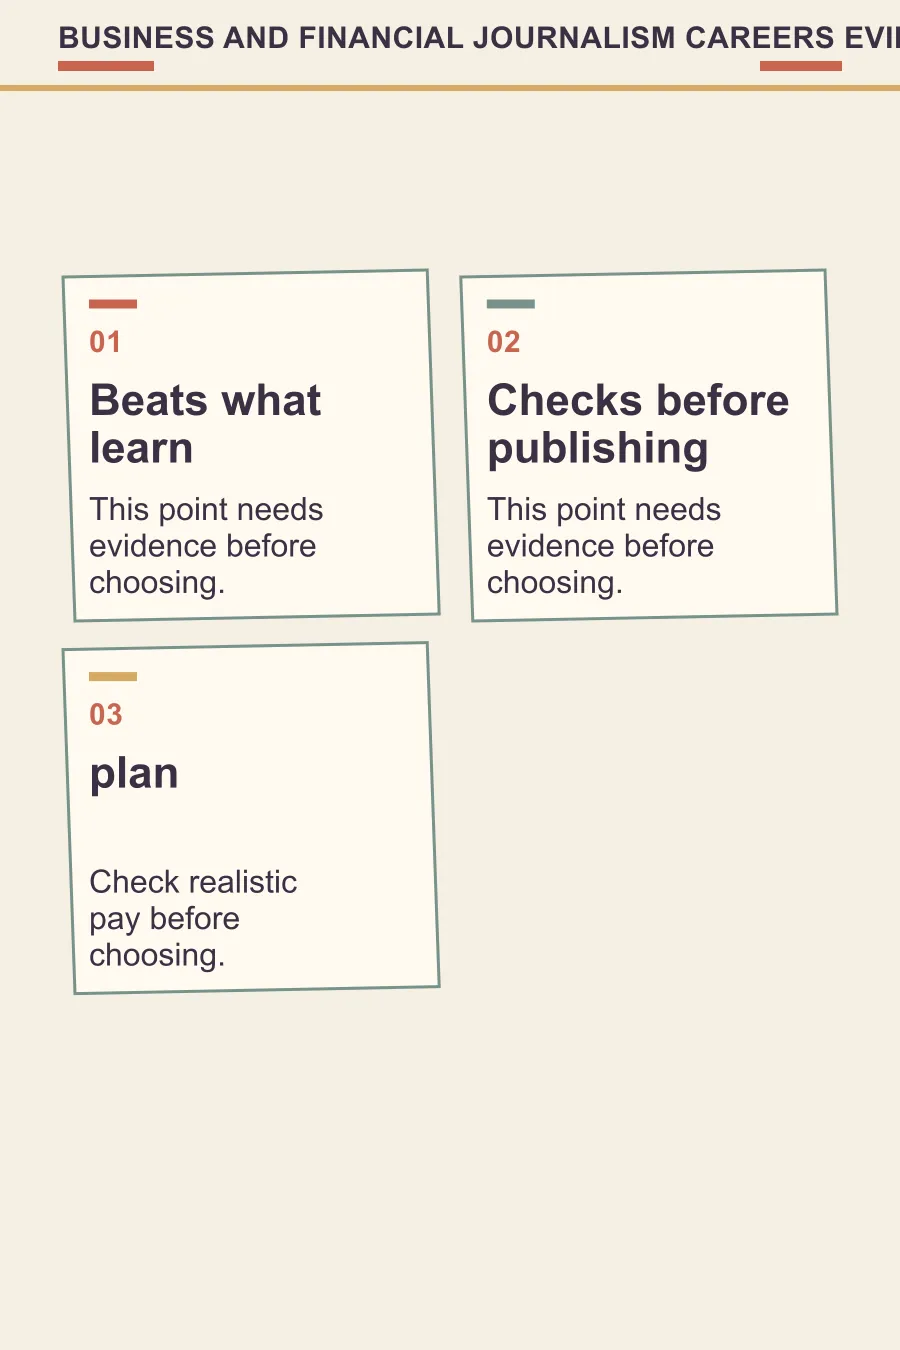 BUSINESS AND FINANCIAL JOURNALISM CAREERS
01
Beats what
learn
This point needs
evidence before
choosing.
02
Checks before
publishing
This point needs
evidence before
choosing.
03
plan
Check realistic
pay before
choosing.